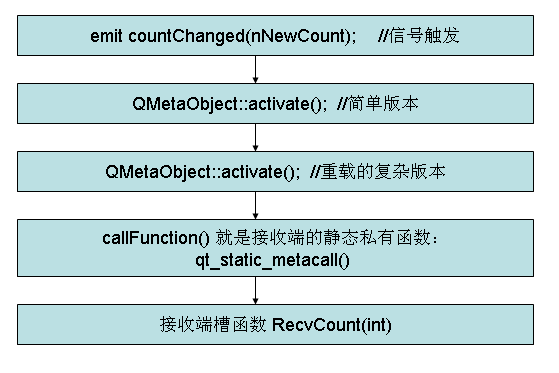 emit countChanged(nNewCount);    //信号触发
QMetaObject::activate();  //简单版本
QMetaObject::activate();  //重载的复杂版本
callFunction() 就是接收端的静态私有函数：
qt_static_metacall()
接收端槽函数 RecvCount(int)